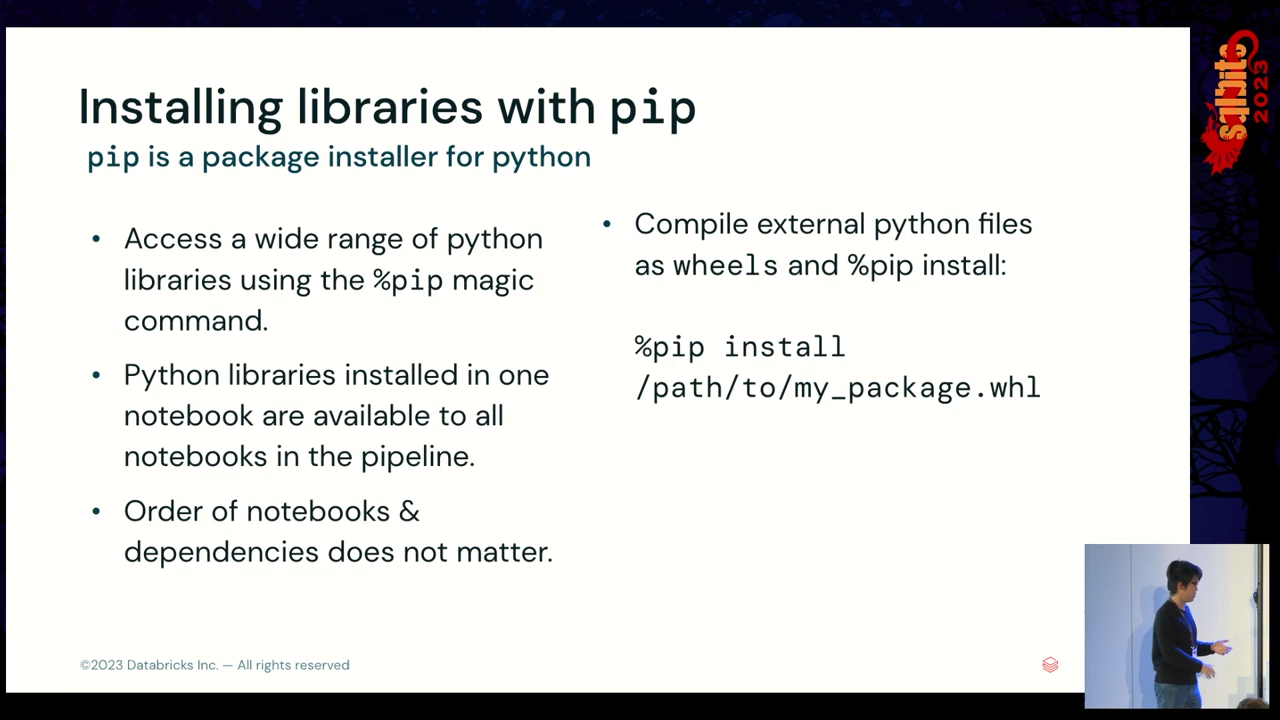 Installing libraries with pip
pip is a package installer for python
• Access a wide range of python
libraries using the %pip magic
command.
• Python libraries installed in one
notebook are available to all
notebooks in the pipeline.
• Order of notebooks &
dependencies does not matter.
• Compile external python files
as wheels and %pip install:
%pip install
/path/to/my_package.whl
©2023 Databricks Inc. — All rights reserved
sqlbits
2023